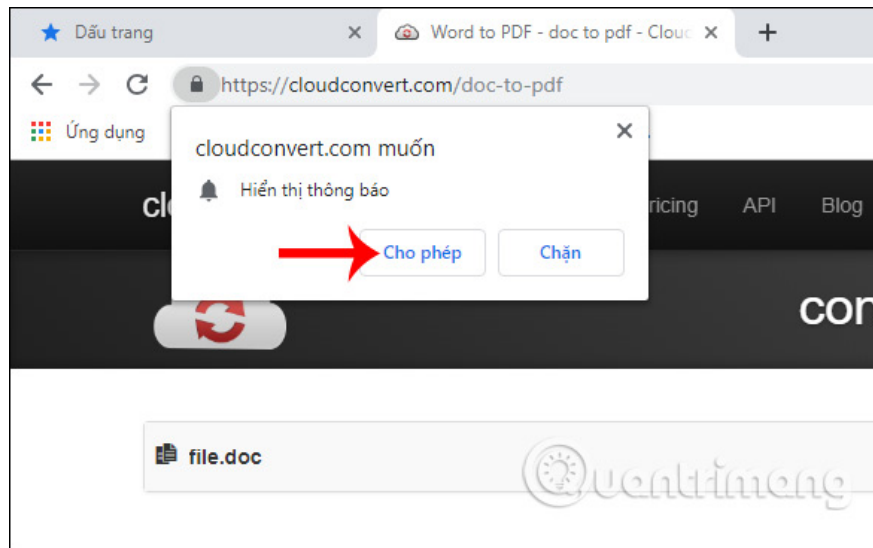 Dấu trang
Word to PDF - doc to pdf - Clouc
https://cloudconvert.com/doc-to-pdf
Ứng dụng
cloudconvert.com muốn
Hiển thị thông báo
Cho phép Chặn
cl
ricing API Blog
con
file.doc
Quantrimang